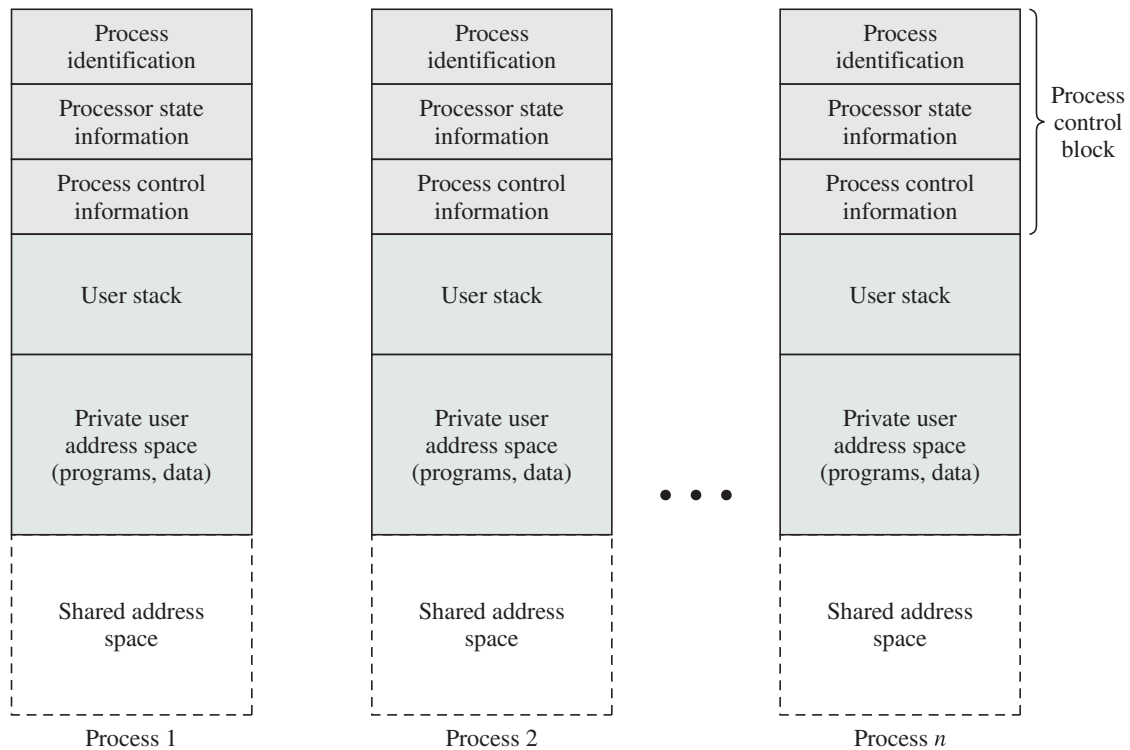 Process
identification
Processor state
information
Process control
information
User stack
Private user
address space
(programs, data)
Shared address
space
Process 1
Process
identification
Processor state
information
Process control
information
User stack
Private user
address space
(programs, data)
Shared address
space
Process 2
Process
identification
Processor state
information
Process control
information
User stack
Private user
address space
(programs, data)
Shared address
space
Process n
Process
control
block